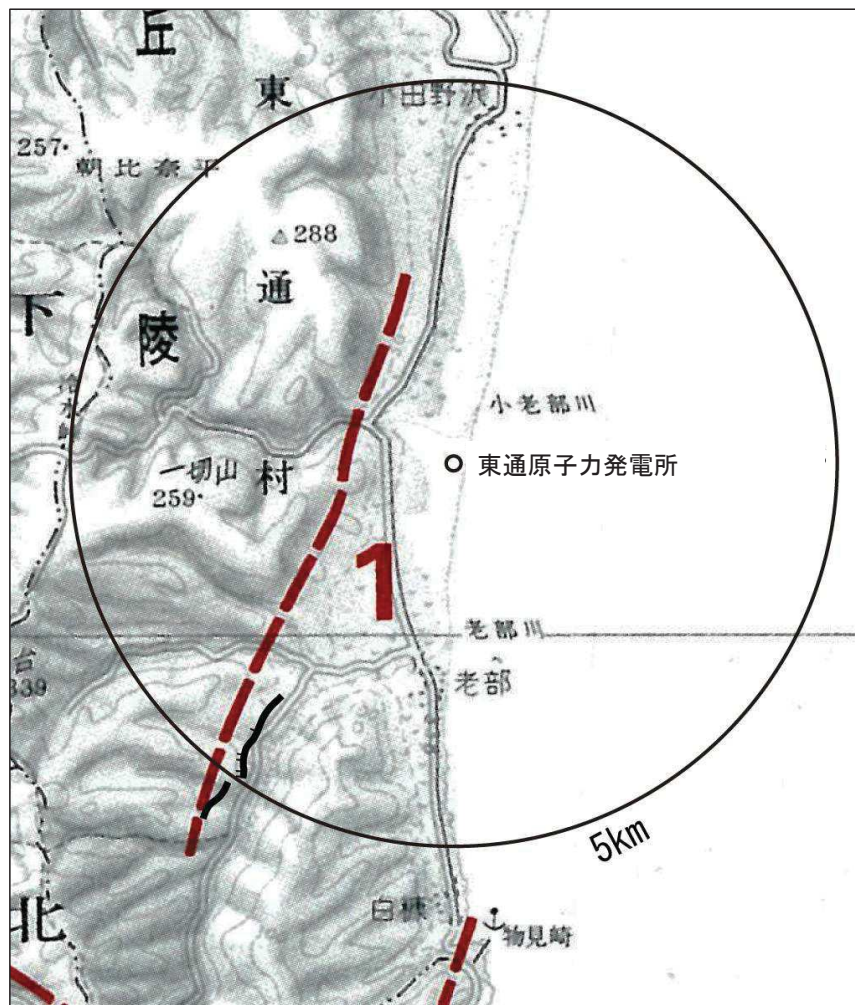 丘
東
小田野沢
257
朝比奈平
288
通
下
陵
小老部川
一切山
村
259
東通原子力発電所
1
老部川
台
339
老部
5km
北
白糠
物見崎